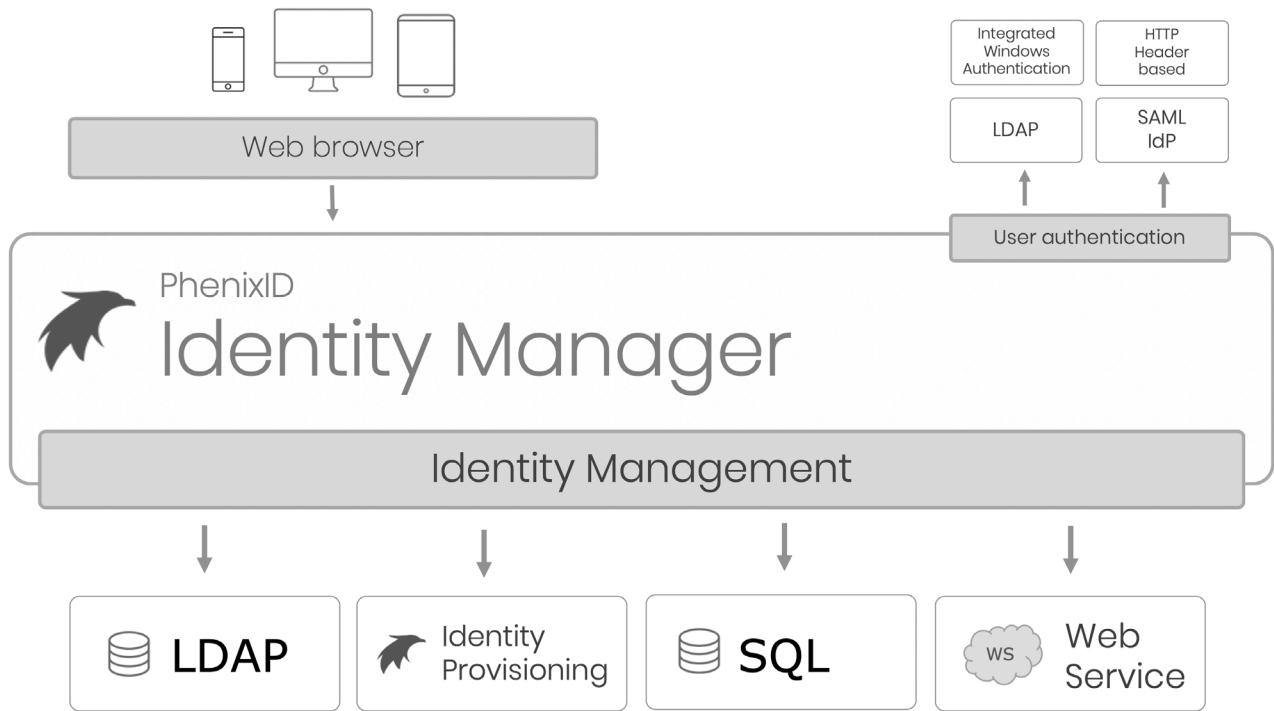 Integrated
Windows
Authentication
HTTP
Header
based
LDAP
SAML
IdP
Web browser
User authentication
PhenixID
Identity Manager
Identity Management
LDAP
Identity
Provisioning
SQL
WS
Web
Service